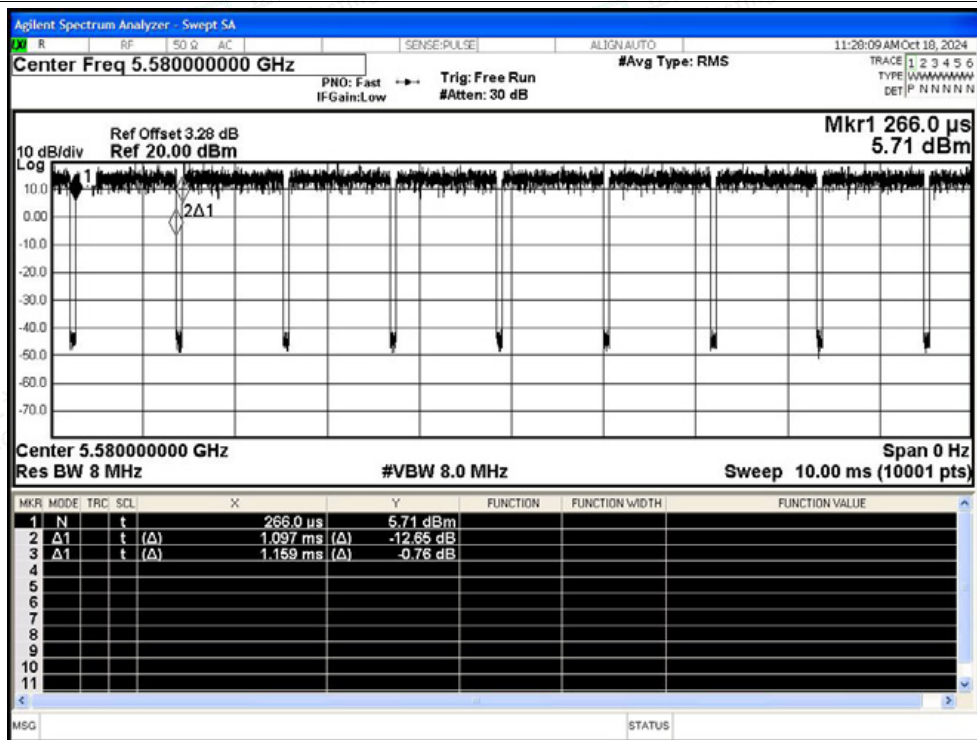 Agilent Spectrum Analyzer - Swept SA
LXI R RF 50 Ω AC SENSE:PULSE ALIGN AUTO 11:28:09 AM Oct 18, 2024
Center Freq 5.580000000 GHz #Avg Type: RMS TRACE 1 2 3 4 5 6
PNO: Fast Trig: Free Run TYPE WWWWWW
IFGain:Low #Atten: 30 dB DET P N N N N N
Mkr1 266.0 µs
Ref Offset 3.28 dB
10 dB/div Ref 20.00 dBm 5.71 dBm
Log
1
10.0
2Δ1
0.00
-10.0
-20.0
-30.0
-40.0
-50.0
-60.0
-70.0
Center 5.580000000 GHz Span 0 Hz
Res BW 8 MHz #VBW 8.0 MHz Sweep 10.00 ms (10001 pts)
MKR MODE TRC SCL X Y FUNCTION FUNCTION WIDTH FUNCTION VALUE
1 N t 266.0 µs 5.71 dBm
2 Δ1 t (Δ) 1.097 ms (Δ) -12.65 dB
3 Δ1 t (Δ) 1.159 ms (Δ) -0.76 dB
4
5
6
7
8
9
10
11
MSG STATUS